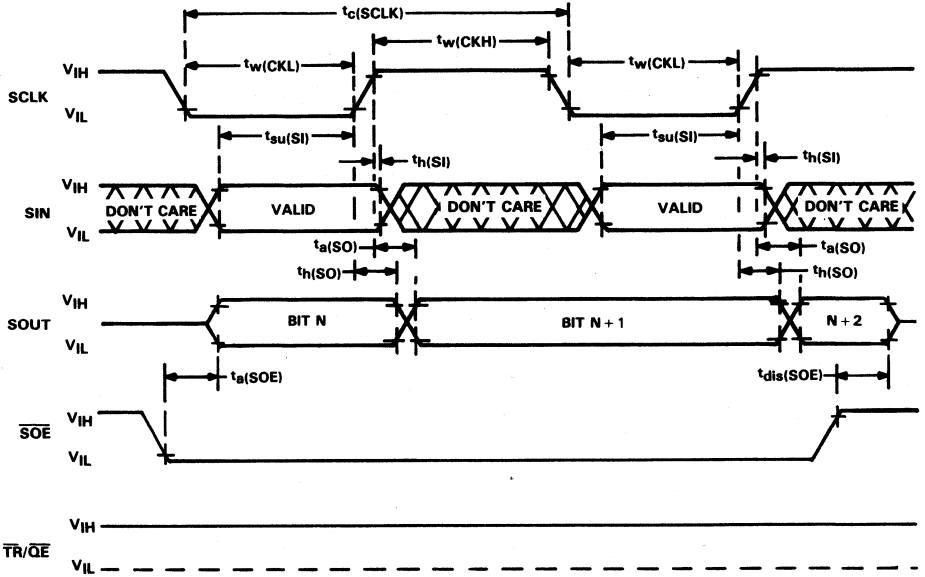 tc(SCLK)
tw(CKL) tw(CKH) tw(CKL)
VIH
SCLK
VIL
tsu(SI) tsu(SI)
th(SI) th(SI)
VIH
SIN DON'T CARE VALID DON'T CARE VALID DON'T CARE
VIL
ta(SO) ta(SO)
th(SO) th(SO)
VIH
SOUT BIT N BIT N + 1 N + 2
VIL
ta(SOE) tdis(SOE)
VIH
SOE
VIL
VIH
TR/QE
VIL